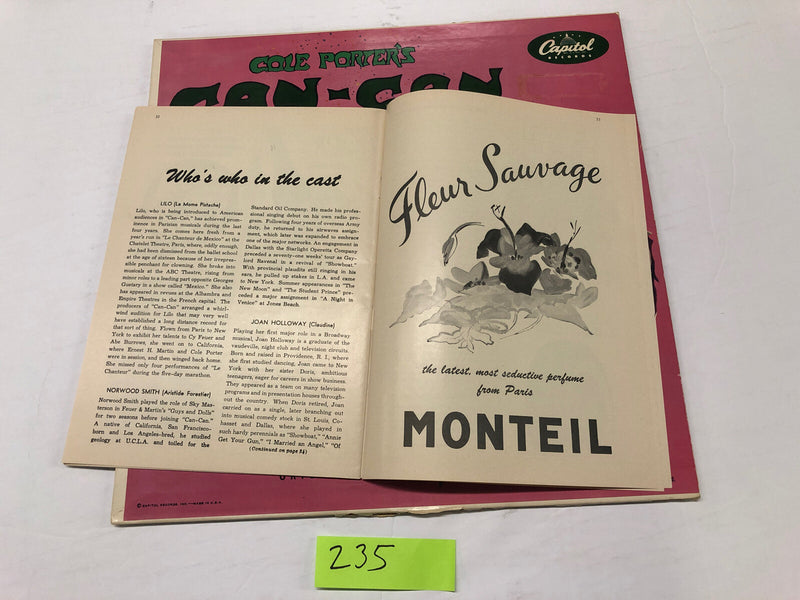 COLE PORTER'S
CAN-CAN
Capitol
RECORDS
32
33
Who's who in the cast
LILO (La Mome Pistache)
Lilo, who is being introduced to American
audiences in "Can-Can," has achieved prom-
inence in Parisian musicals during the last
four years. She comes here fresh from a
year's run in "Le Chanteur de Mexico" at the
Chatelet Theatre, Paris, where, oddly enough,
she had been dismissed from the ballet school
at the age of sixteen because of her irrepres-
sible penchant for clowning. She broke into
musicals at the ABC Theatre, rising from
minor roles to a leading part opposite Georges
Guetary in a show called "Mexico." She also
has appeared in revues at the Alhambra and
Empire Theatres in the French capital. The
producers of "Can-Can" arranged a whirl-
wind audition for Lilo that may very well
have established a long distance record for
that sort of thing. Flown from Paris to New
York to exhibit her talents to Cy Feuer and
Abe Burrows, she went on to California,
where Ernest H. Martin and Cole Porter
were in session, and then winged back home.
She missed only four performances of "Le
Chanteur" during the five-day marathon.
NORWOOD SMITH (Aristide Forestier)
Norwood Smith played the role of Sky Mas-
terson in Feuer & Martin's "Guys and Dolls"
for two seasons before joining "Can-Can."
A native of California, San Francisco-
born and Los Angeles-bred, he studied
geology at U.C.L.A. and toiled for the
Standard Oil Company. He made his profes-
sional singing debut on his own radio pro-
gram. Following four years of overseas Army
duty, he returned to his airwaves assign-
ment, which later was expanded to embrace
one of the major networks. An engagement in
Dallas with the Starlight Operetta Company
preceded a seventy-one weeks' tour as Gay-
lord Ravenal in a revival of "Showboat."
With provincial plaudits still ringing in his
ears, he pulled up stakes in L.A. and came
to New York. Summer appearances in "The
New Moon" and "The Student Prince" pre-
ceded a major assignment in "A Night in
Venice" at Jones Beach.
JOAN HOLLOWAY (Claudine)
Playing her first major role in a Broadway
musical, Joan Holloway is a graduate of the
vaudeville, night club and television circuits.
Born and raised in Providence, R. I., where
she first studied dancing, Joan came to New
York with her sister Doris, ambitious
teenagers, eager for careers in show business.
They appeared as a team on many television
programs and in presentation houses through-
out the country. When Doris retired, Joan
carried on as a single, later branching out
into musical comedy stock in St. Louis, Co-
hasset and Dallas, where she played in
such hardy perennials as "Showboat," "Annie
Get Your Gun," "I Married an Angel," "Of
(Continued on page 34)
Fleur Sauvage
the latest, most seductive perfume
from Paris
MONTEIL
© CAPITOL RECORDS, INC. — MADE IN U.S.A.
235